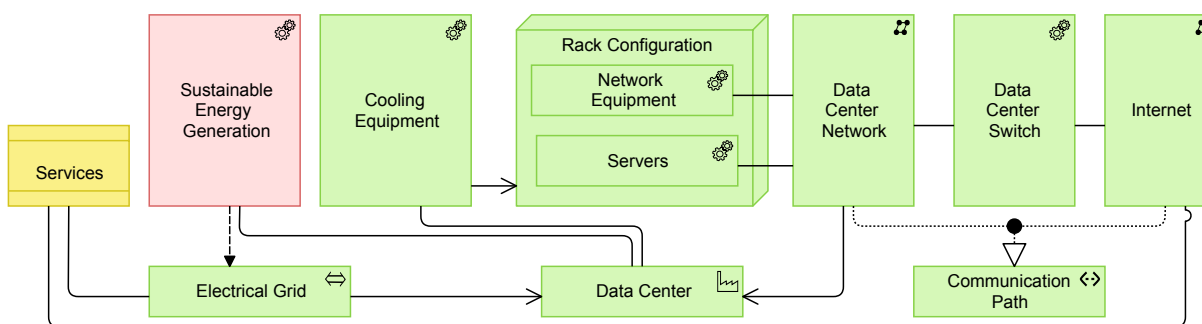 Services
Sustainable
Energy
Generation
Cooling
Equipment
Rack Configuration
Network
Equipment
Servers
Data
Center
Network
Data
Center
Switch
Internet
Electrical Grid
Data Center
Communication
Path